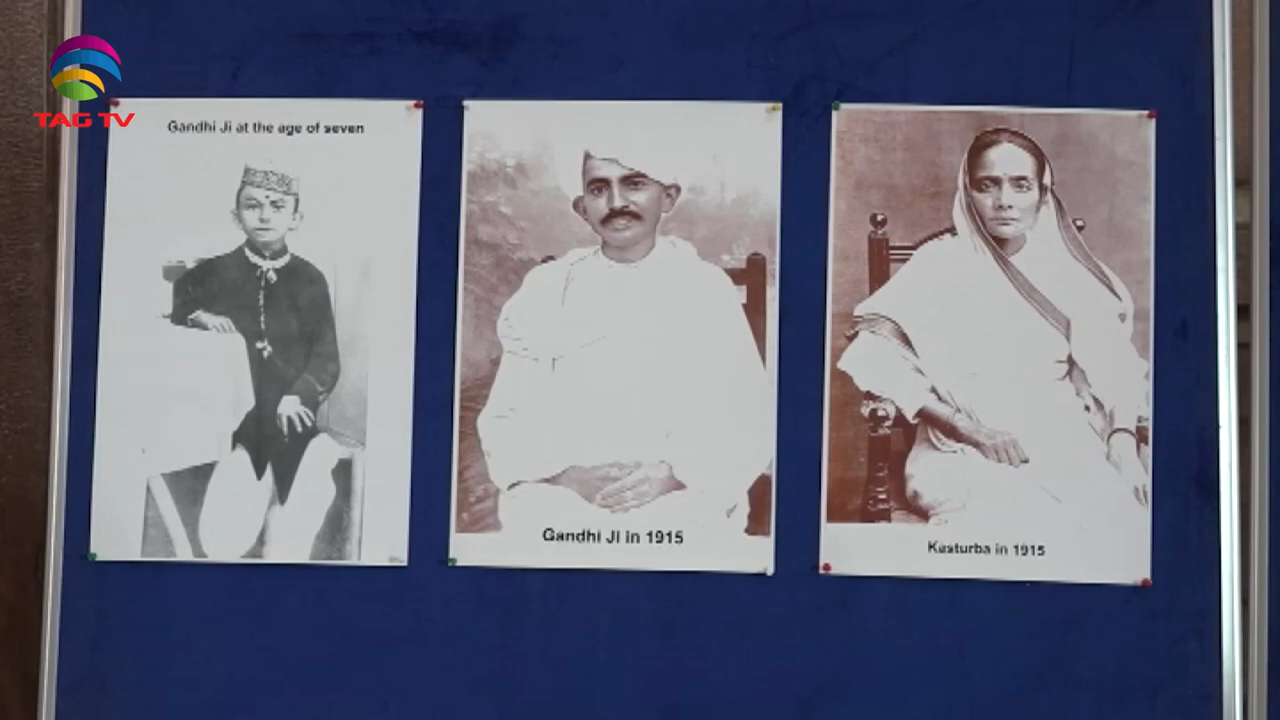 TAG TV
Gandhi Ji at the age of seven
Gandhi Ji in 1915
Kasturba in 1915